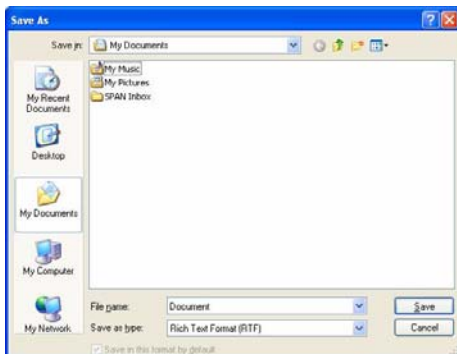 Save As
Save in: My Documents
My Music
My Pictures
SPAN Inbox
My Recent
Documents
Desktop
My Documents
My Computer
My Network
File name: Document Save
Save as type: Rich Text Format (RTF) Cancel
Save in this format by default